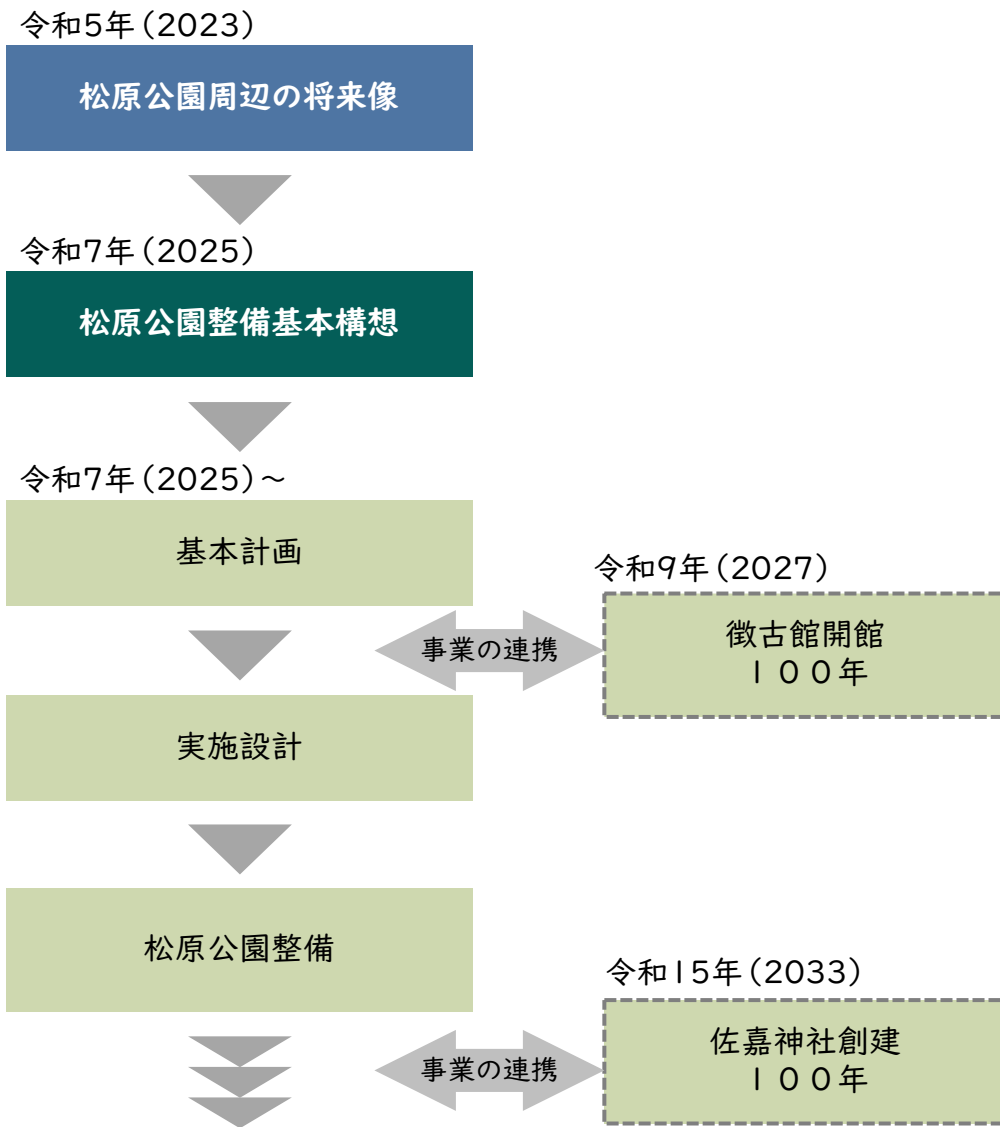 令和5年(2023)
松原公園周辺の将来像
令和7年(2025)
松原公園整備基本構想
令和7年(2025)～
基本計画
事業の連携
令和9年(2027)
徴古館開館
１００年
実施設計
松原公園整備
事業の連携
令和15年(2033)
佐嘉神社創建
１００年